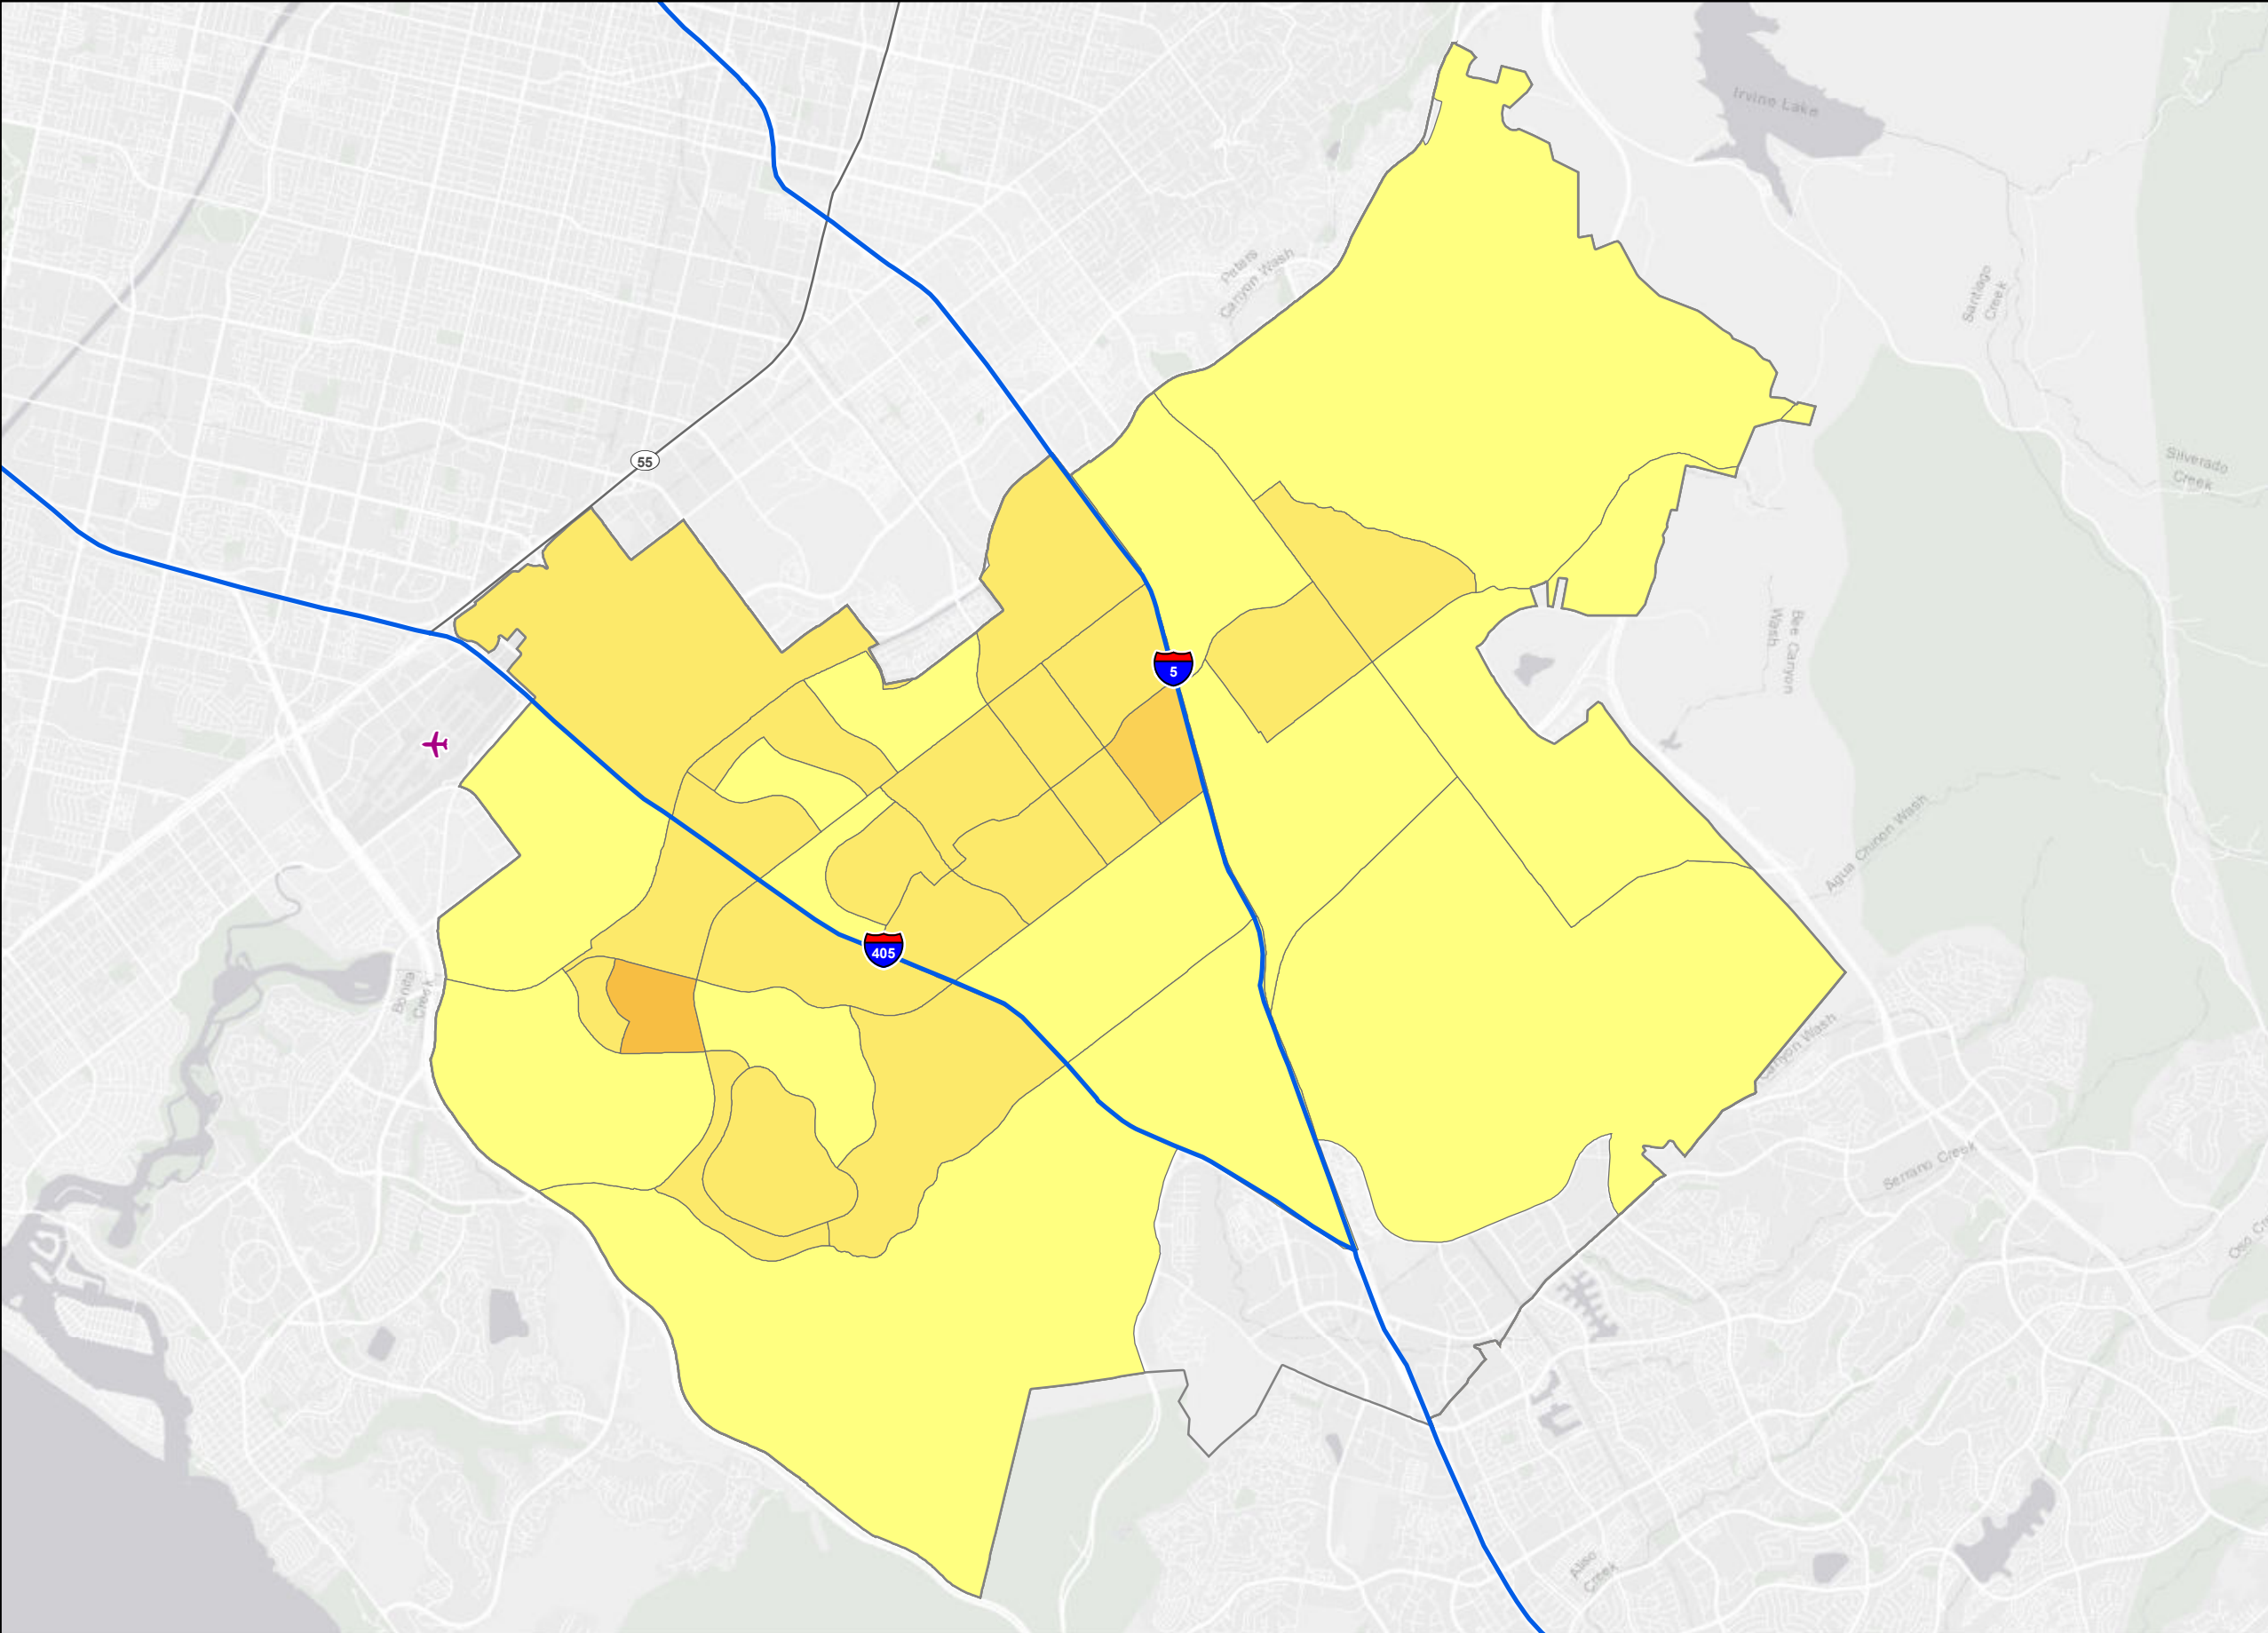 Irvine Lake
Peters
Canyon Wash
Santiago
Creek
55
Silverado
Creek
5
Bee Canyon
Wash
Agua Chinon Wash
405
Bonita
Creek
Canyon Wash
Serrano Creek
Oso
Aliso
Creek